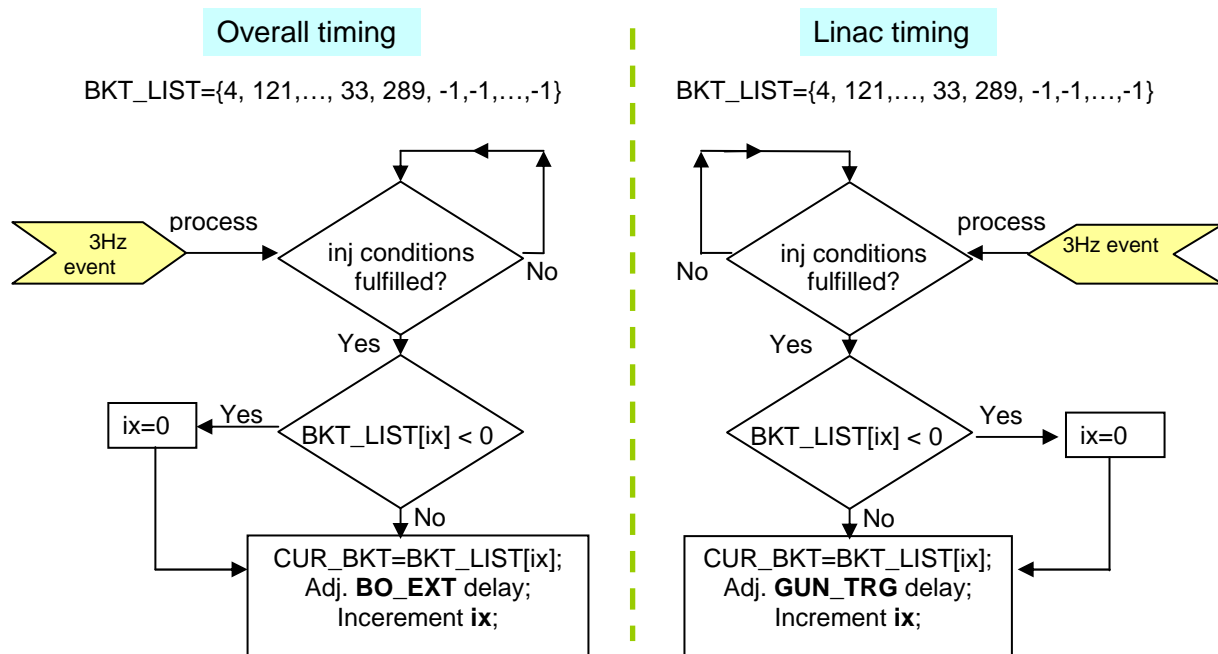 Overall timing
BKT_LIST={4, 121,…, 33, 289, -1,-1,…,-1}
process
3Hz
event
inj conditions
fulfilled?
No
Yes
Yes
ix=0
BKT_LIST[ix] < 0
No
CUR_BKT=BKT_LIST[ix];
Adj. BO_EXT delay;
Incerement ix;
Linac timing
BKT_LIST={4, 121,…, 33, 289, -1,-1,…,-1}
process
3Hz event
inj conditions
fulfilled?
No
Yes
Yes
BKT_LIST[ix] < 0
ix=0
No
CUR_BKT=BKT_LIST[ix];
Adj. GUN_TRG delay;
Increment ix;